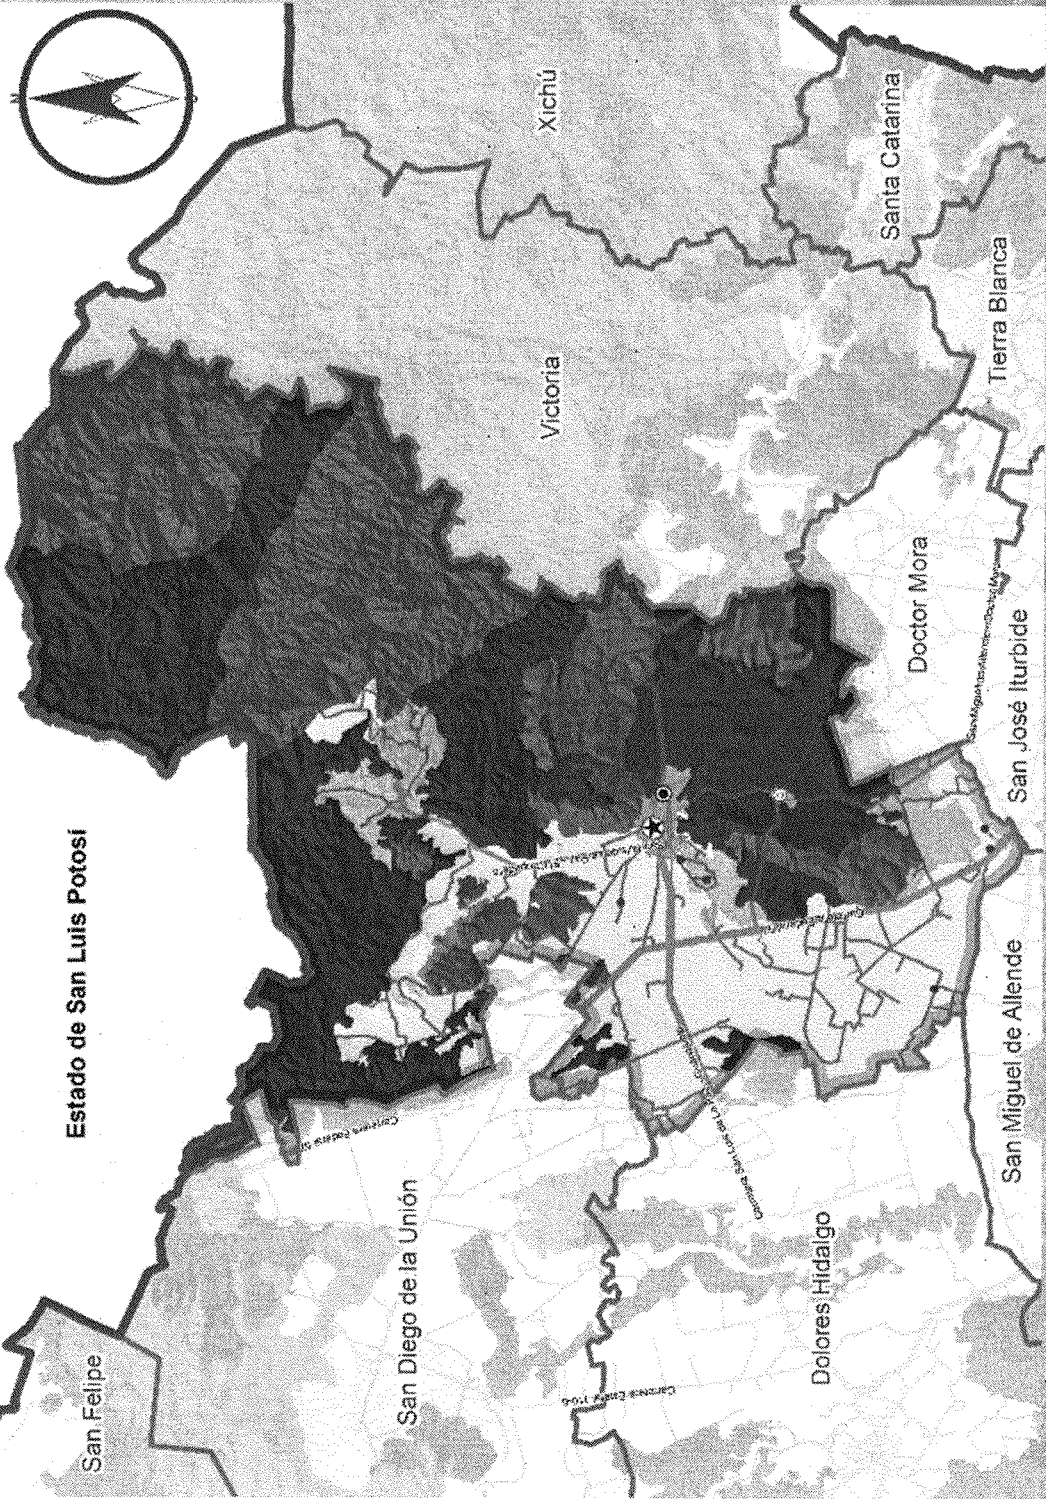 Estado de San Luis Potosí
San Felipe
San Diego de la Unión
Xichú
Victoria
Santa Catarina
Tierra Blanca
Doctor Mora
San José Iturbide
San Miguel de Allende
Dolores Hidalgo